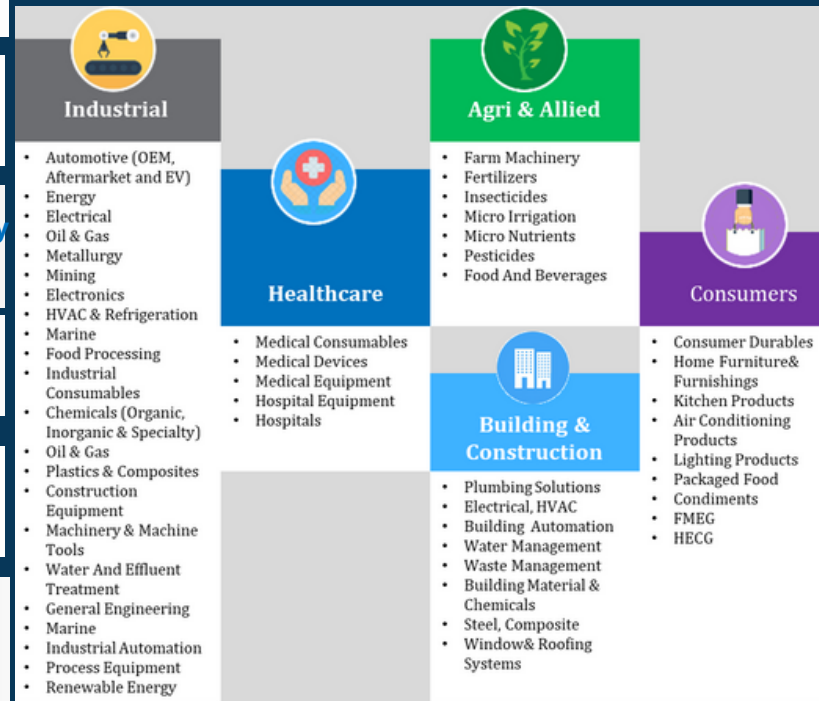 Industrial
• Automotive (OEM,
Aftermarket and EV)
• Energy
• Electrical
• Oil & Gas
• Metallurgy
• Mining
• Electronics
• HVAC & Refrigeration
• Marine
• Food Processing
• Industrial
Consumables
• Chemicals (Organic,
Inorganic & Specialty)
• Oil & Gas
• Plastics & Composites
• Construction
Equipment
• Machinery & Machine
Tools
• Water And Effluent
Treatment
• General Engineering
• Marine
• Industrial Automation
• Process Equipment
• Renewable Energy
Healthcare
• Medical Consumables
• Medical Devices
• Medical Equipment
• Hospital Equipment
• Hospitals
Agri & Allied
• Farm Machinery
• Fertilizers
• Insecticides
• Micro Irrigation
• Micro Nutrients
• Pesticides
• Food And Beverages
Building &
Construction
• Plumbing Solutions
• Electrical, HVAC
• Building Automation
• Water Management
• Waste Management
• Building Material &
Chemicals
• Steel, Composite
• Window& Roofing
Systems
Consumers
• Consumer Durables
• Home Furniture&
Furnishings
• Kitchen Products
• Air Conditioning
Products
• Lighting Products
• Packaged Food
• Condiments
• FMEG
• HECG